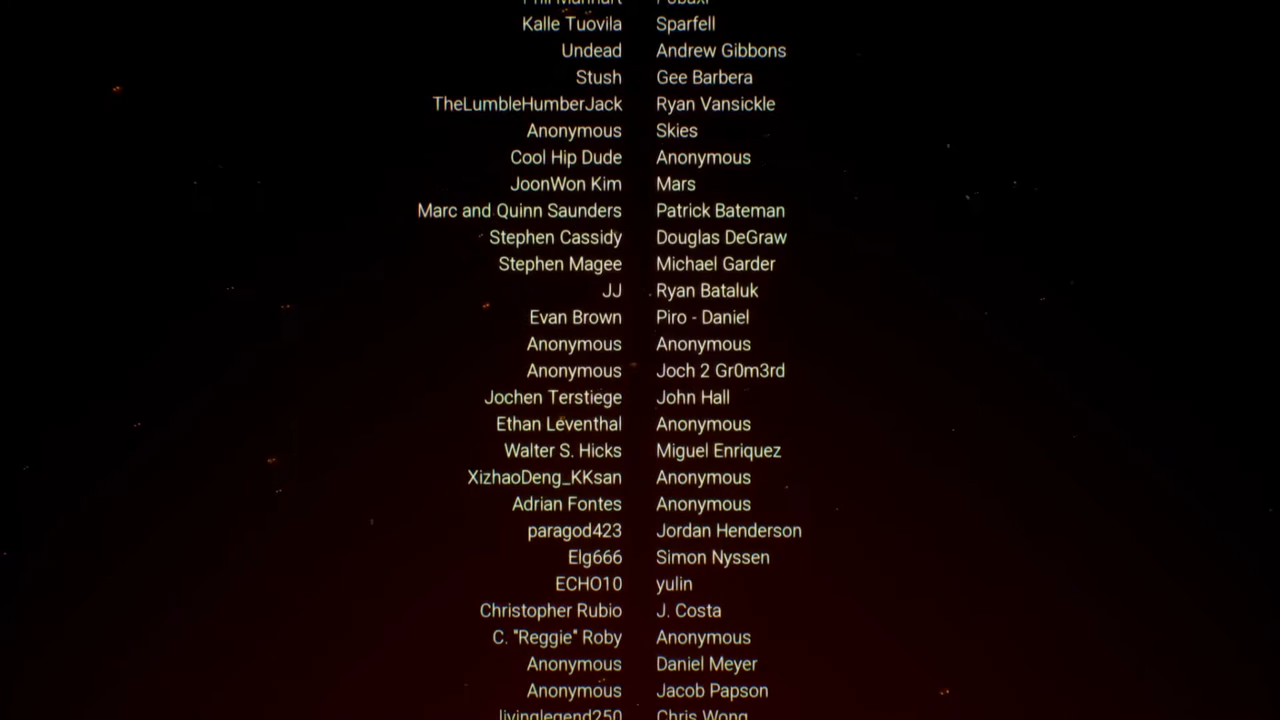 Kalle Tuovila Sparfell
Undead Andrew Gibbons
Stush Gee Barbera
TheLumbleHumberJack Ryan Vansickle
Anonymous Skies
Cool Hip Dude Anonymous
JoonWon Kim Mars
Marc and Quinn Saunders Patrick Bateman
Stephen Cassidy Douglas DeGraw
Stephen Magee Michael Garder
JJ Ryan Bataluk
Evan Brown Piro - Daniel
Anonymous Anonymous
Anonymous Joch 2 Gr0m3rd
Jochen Terstiege John Hall
Ethan Leventhal Anonymous
Walter S. Hicks Miguel Enriquez
XizhaoDeng_KKsan Anonymous
Adrian Fontes Anonymous
paragod423 Jordan Henderson
Elg666 Simon Nyssen
ECHO10 yulin
Christopher Rubio J. Costa
C. "Reggie" Roby Anonymous
Anonymous Daniel Meyer
Anonymous Jacob Papson
livinglegend250 Chris Wong